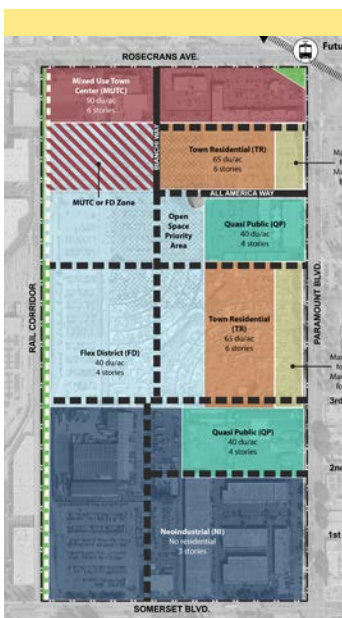 Futu
ROSECRANS AVE.
Mixed Use Town
Center (MUTC)
90 du/ac
6 stories
BIANCHI WAY
Town Residential (TR)
65 du/ac
6 stories
Ma
f
Ma
fo
ALL AMERICA WAY
MUTC or FD Zone
Open
Space
Priority
Area
Quasi Public (QP)
40 du/ac
4 stories
RAIL CORRIDOR
PARAMOUNT BLVD.
Town Residential
(TR)
65 du/ac
6 stories
Flex District (FD)
40 du/ac
4 stories
Ma
fo
Mar
fo
3rd
Quasi Public (QP)
40 du/ac
4 stories
2n
Neoindustrial (NI)
No residential
3 stories
1st
SOMERSET BLVD.